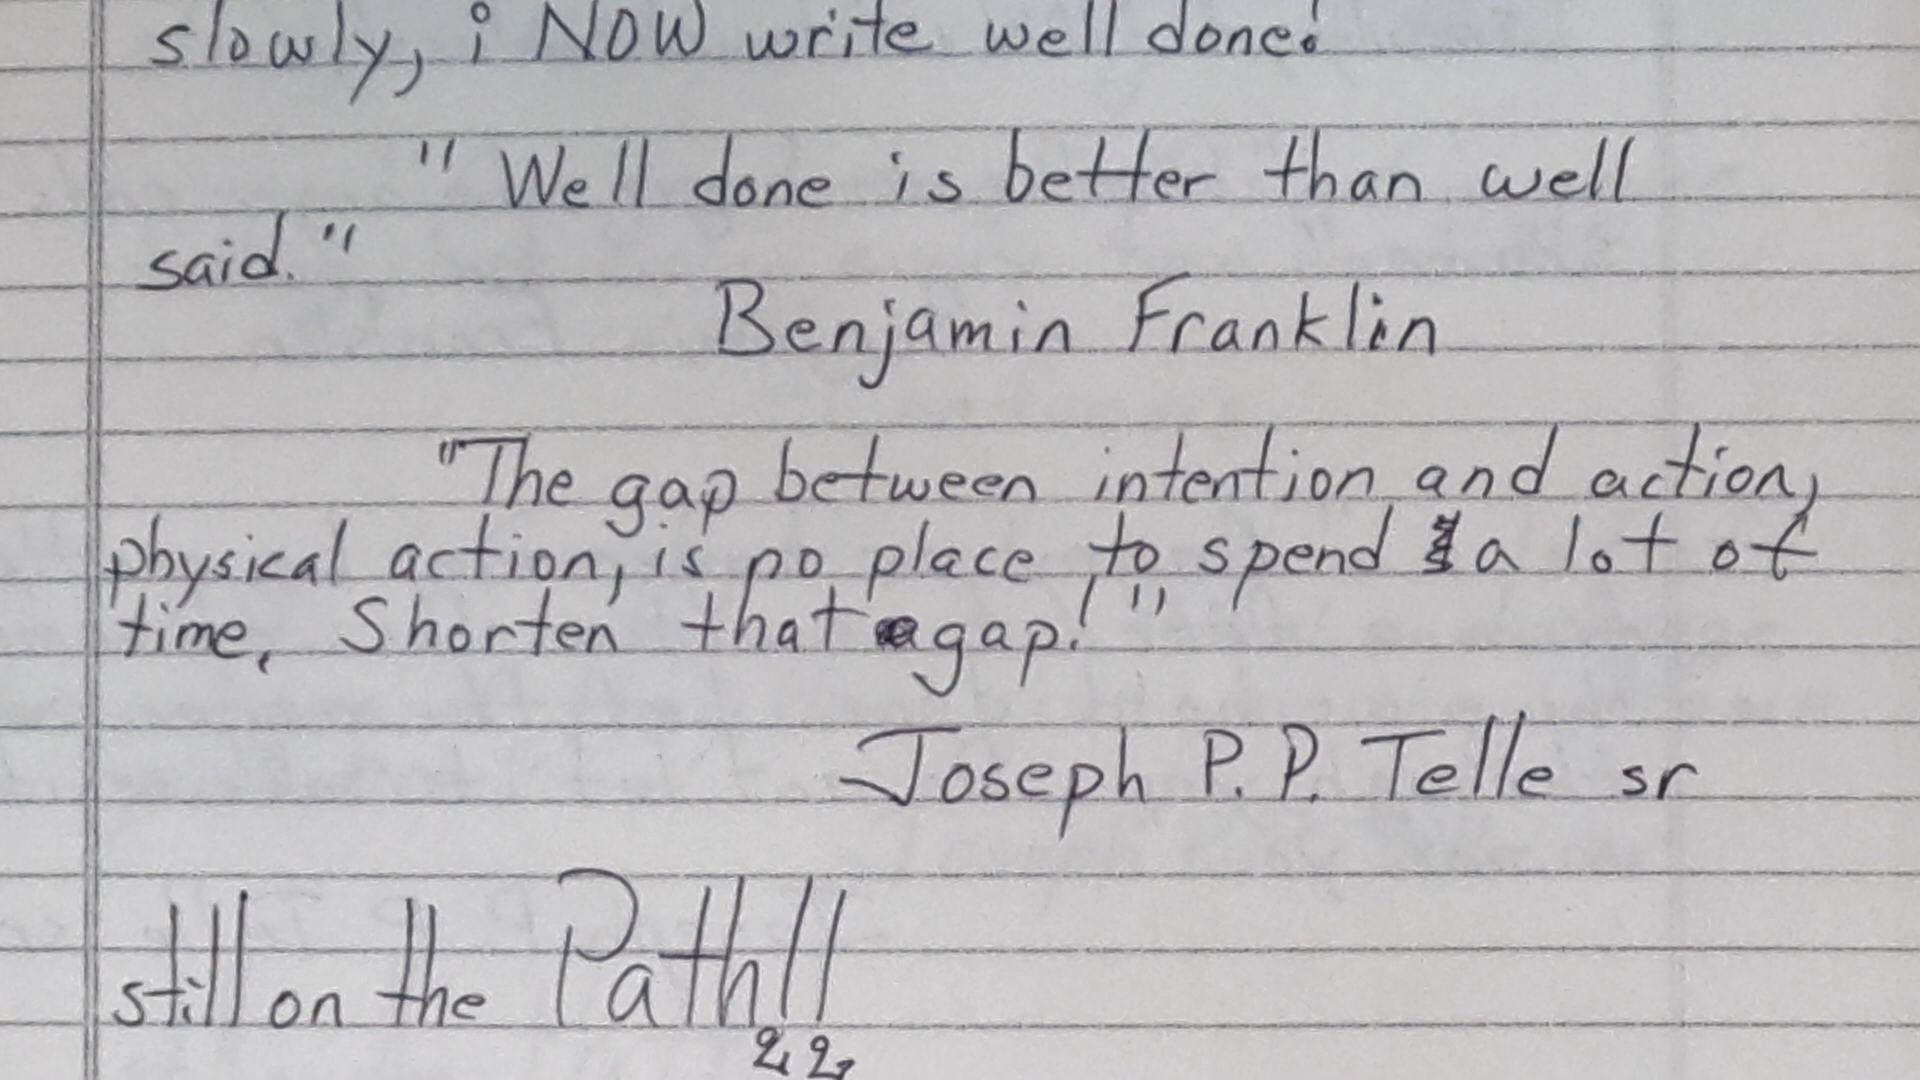 slowly, i NOW write well done!
"Well done is better than well
said."
Benjamin Franklin
"The gap between intention and action,
physical action, is no place to spend a lot of
time, Shorten that gap!"
Joseph P. P. Telle sr
still on the Path!!